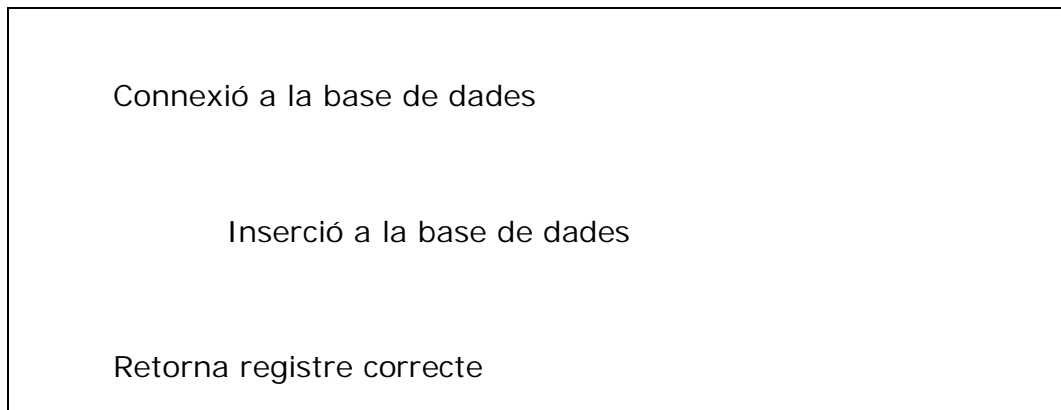 Connexió a la base de dades
Inserció a la base de dades
Retorna registre correcte